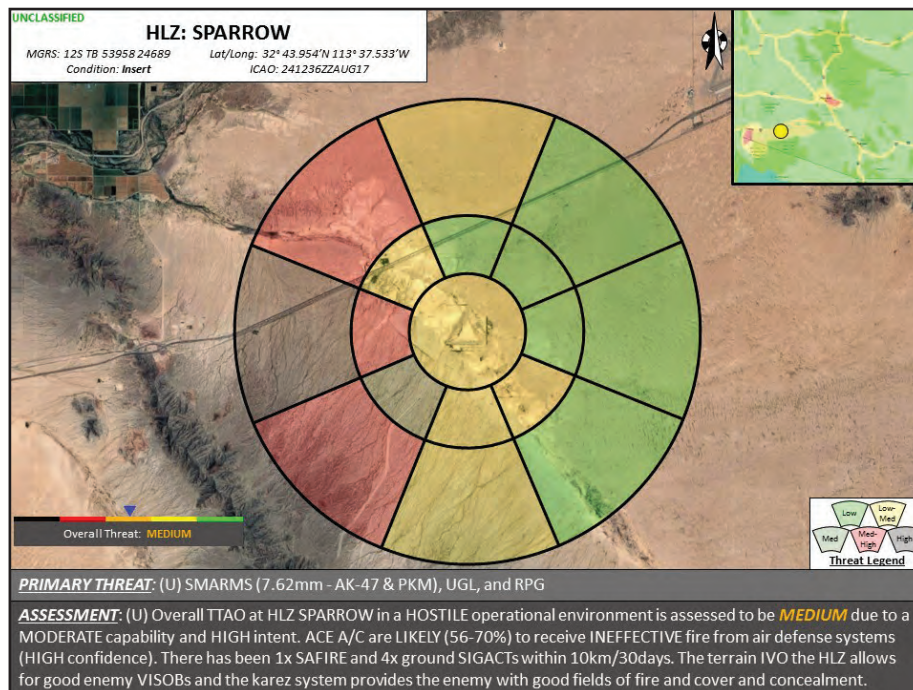 UNCLASSIFIED
HLZ: SPARROW
MGRS: 12S TB 53958 24689 Lat/Long: 32° 43.954'N 113° 37.533'W
Condition: Insert ICAO: 241236ZZAUG17
Overall Threat: MEDIUM
Low Low-Med
Med Med-High High
Threat Legend
PRIMARY THREAT: (U) SMARMS (7.62mm - AK-47 & PKM), UGL, and RPG
ASSESSMENT: (U) Overall TTAO at HLZ SPARROW in a HOSTILE operational environment is assessed to be MEDIUM due to a
MODERATE capability and HIGH intent. ACE A/C are LIKELY (56-70%) to receive INEFFECTIVE fire from air defense systems
(HIGH confidence). There has been 1x SAFIRE and 4x ground SIGACTs within 10km/30days. The terrain IVO the HLZ allows
for good enemy VISOBs and the karez system provides the enemy with good fields of fire and cover and concealment.